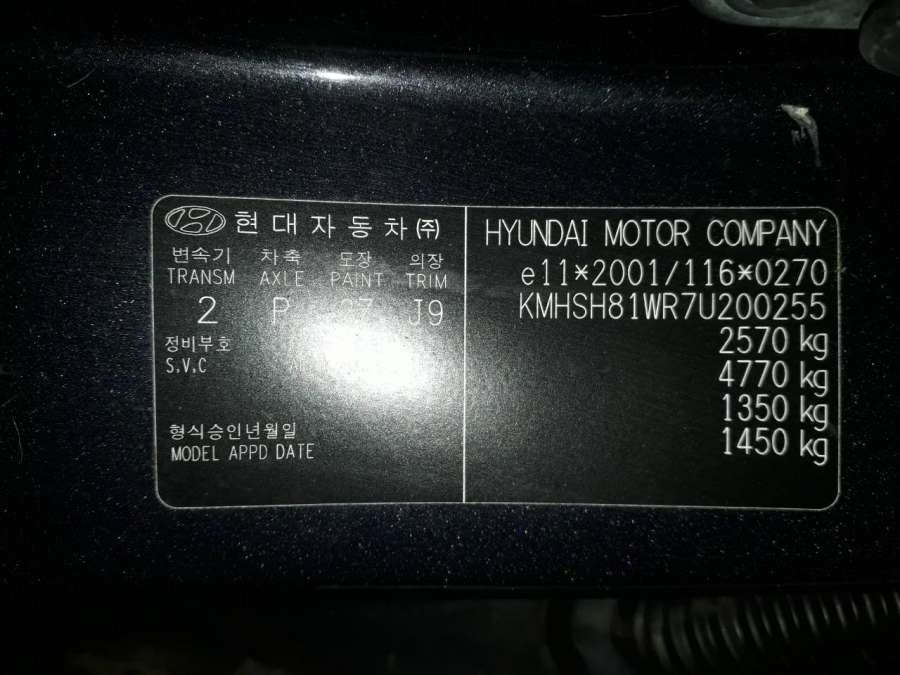 현대자동차(주)
변속기 차축 도장 의장
TRANSM AXLE PAINT TRIM
2 P J9
정비부호
S.V.C
형식승인년월일
MODEL APPD DATE
HYUNDAI MOTOR COMPANY
e11*2001/116*0270
KMHSH81WR7U200255
2570 kg
4770 kg
1350 kg
1450 kg